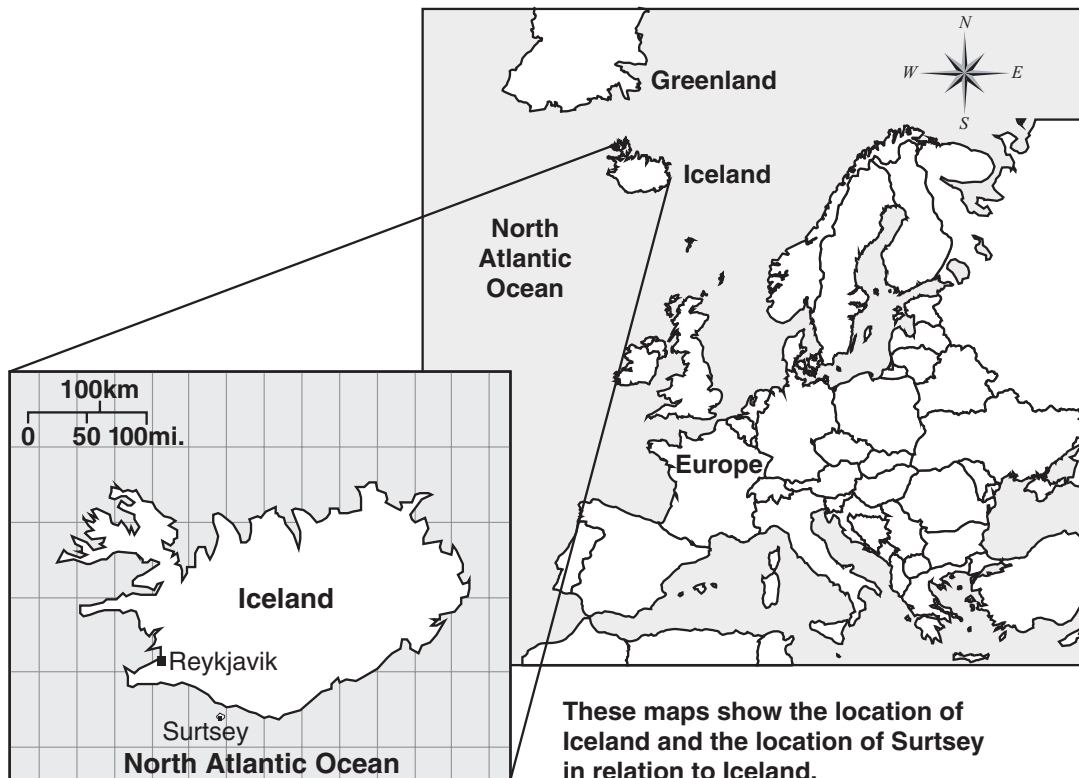 N
W E
S
Greenland
Iceland
North
Atlantic
Ocean
Europe
100km
0 50 100mi.
Iceland
Reykjavik
Surtsey
North Atlantic Ocean
These maps show the location of
Iceland and the location of Surtsey
in relation to Iceland.